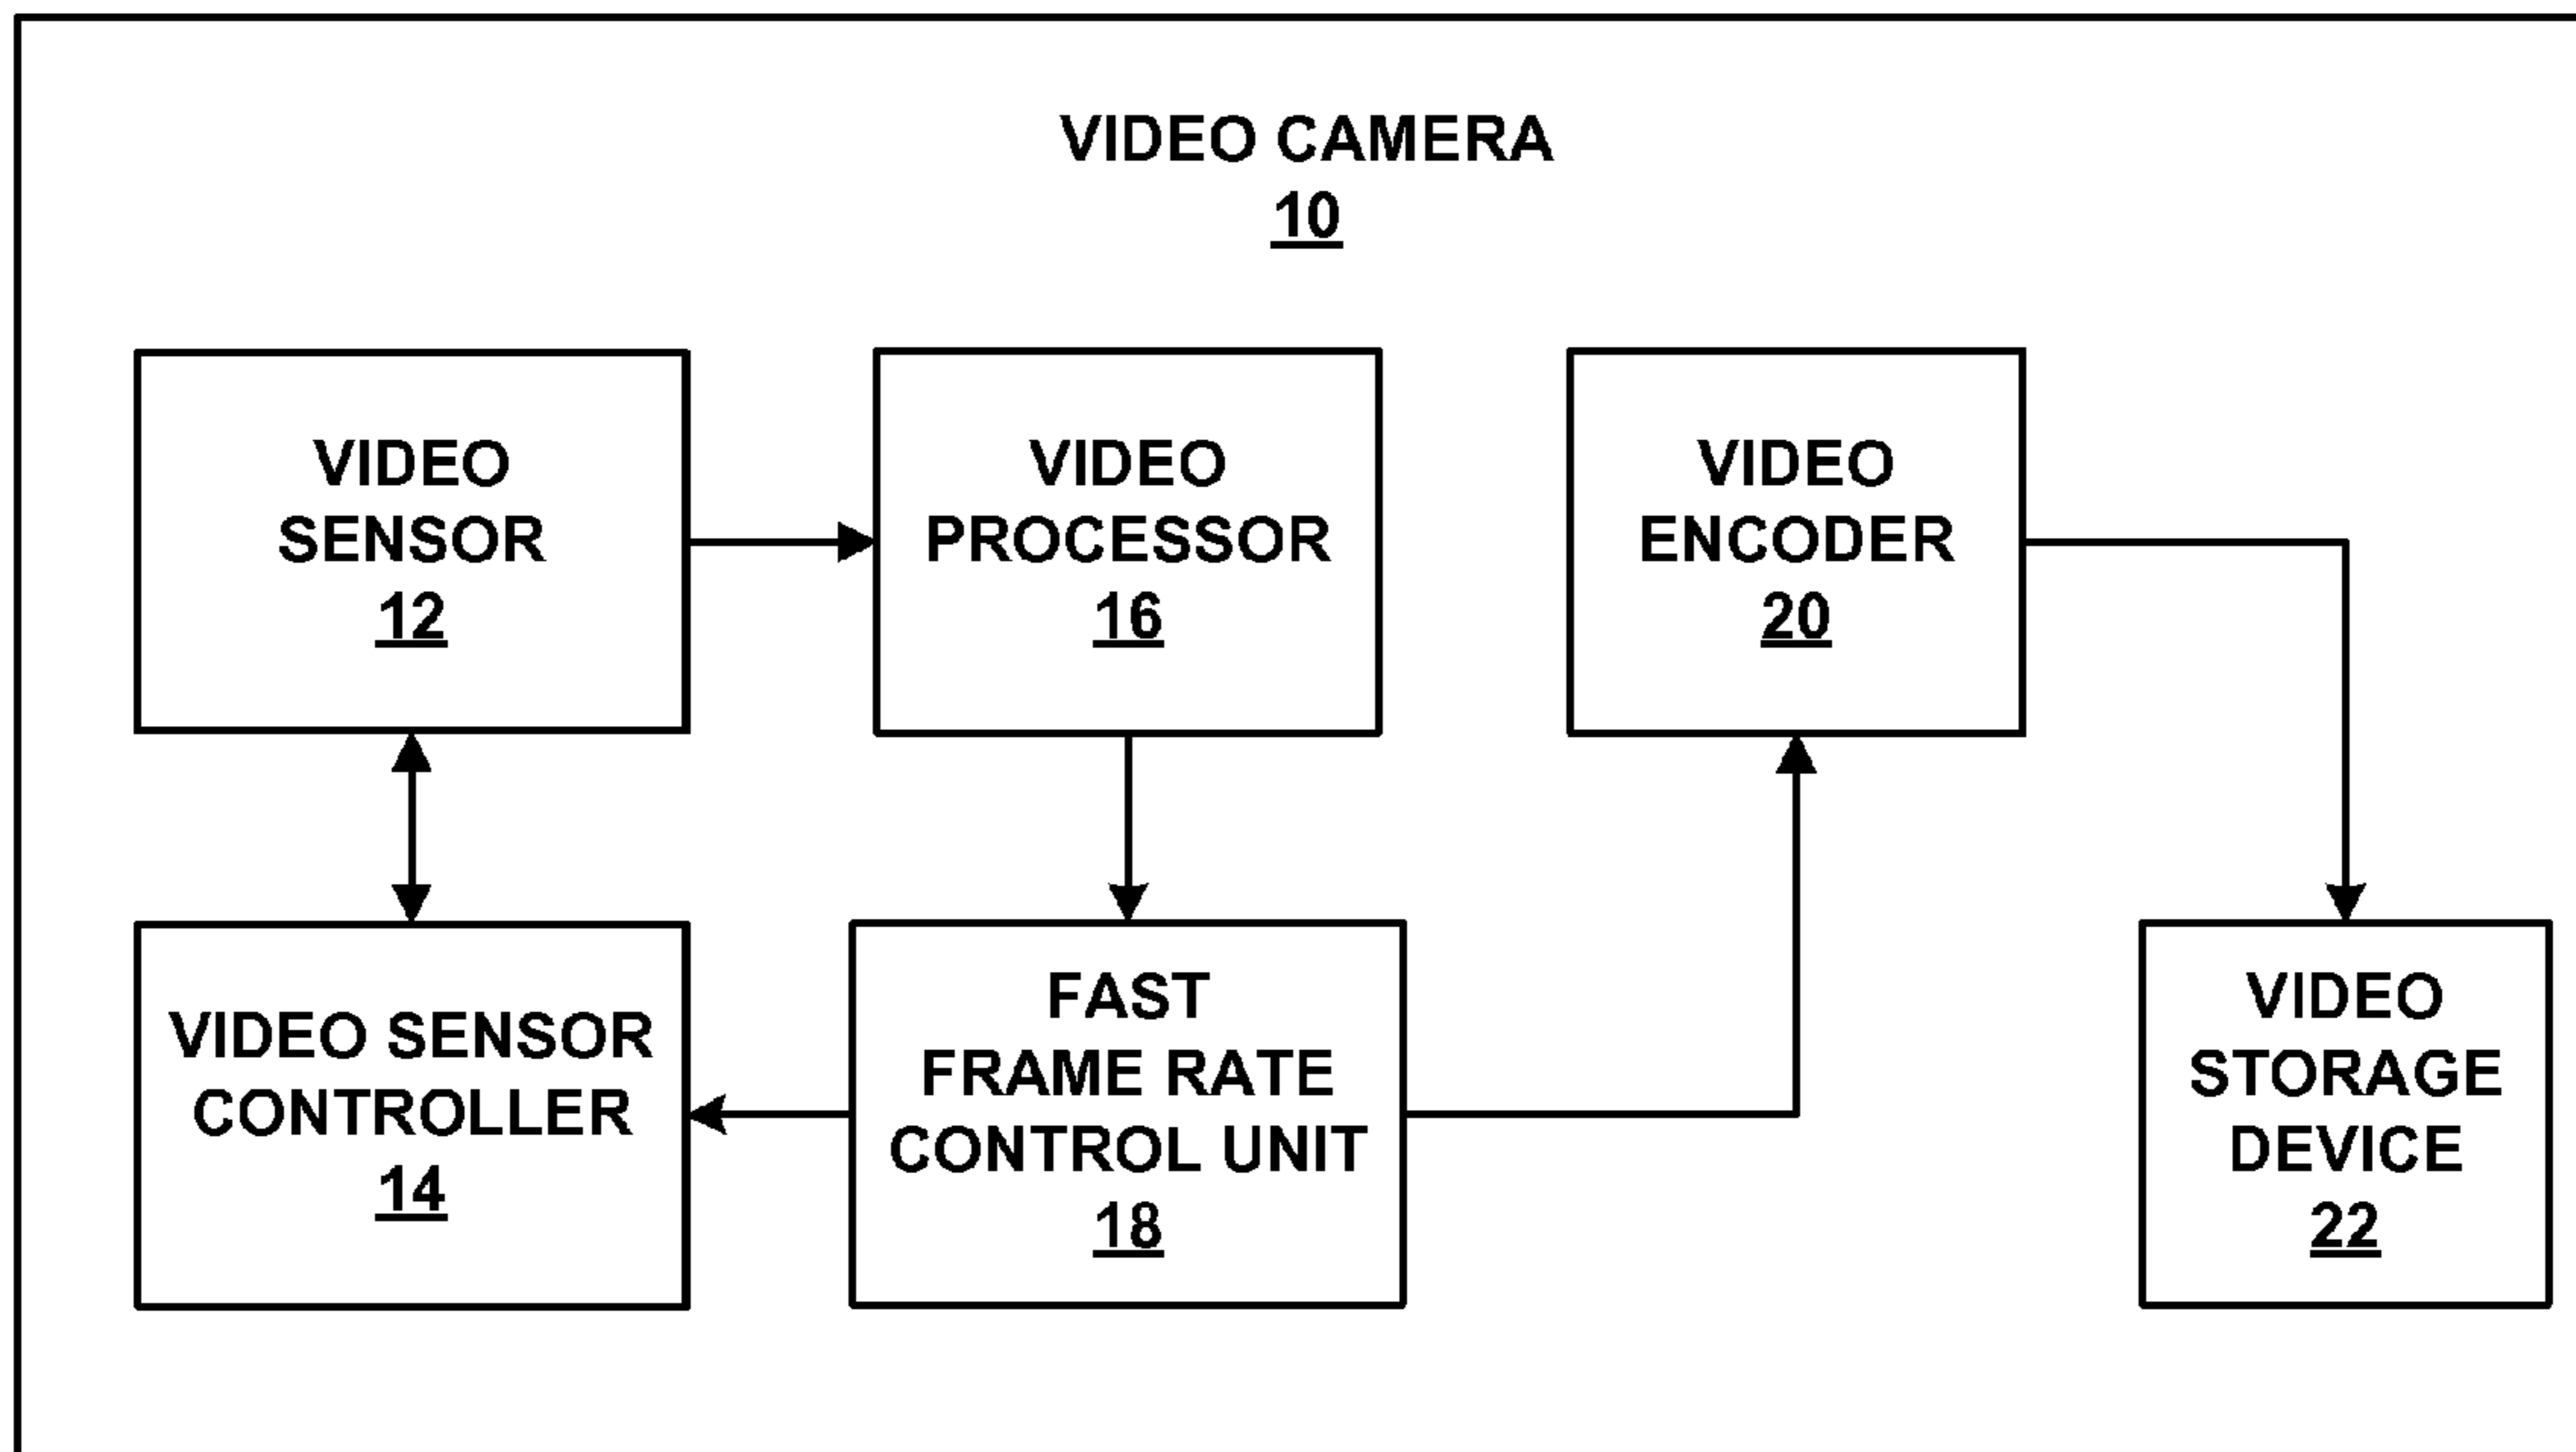 VIDEO CAMERA
10
VIDEO
SENSOR
12
VIDEO
PROCESSOR
16
VIDEO
ENCODER
20
VIDEO SENSOR
CONTROLLER
14
FAST
FRAME RATE
CONTROL UNIT
18
VIDEO
STORAGE
DEVICE
22